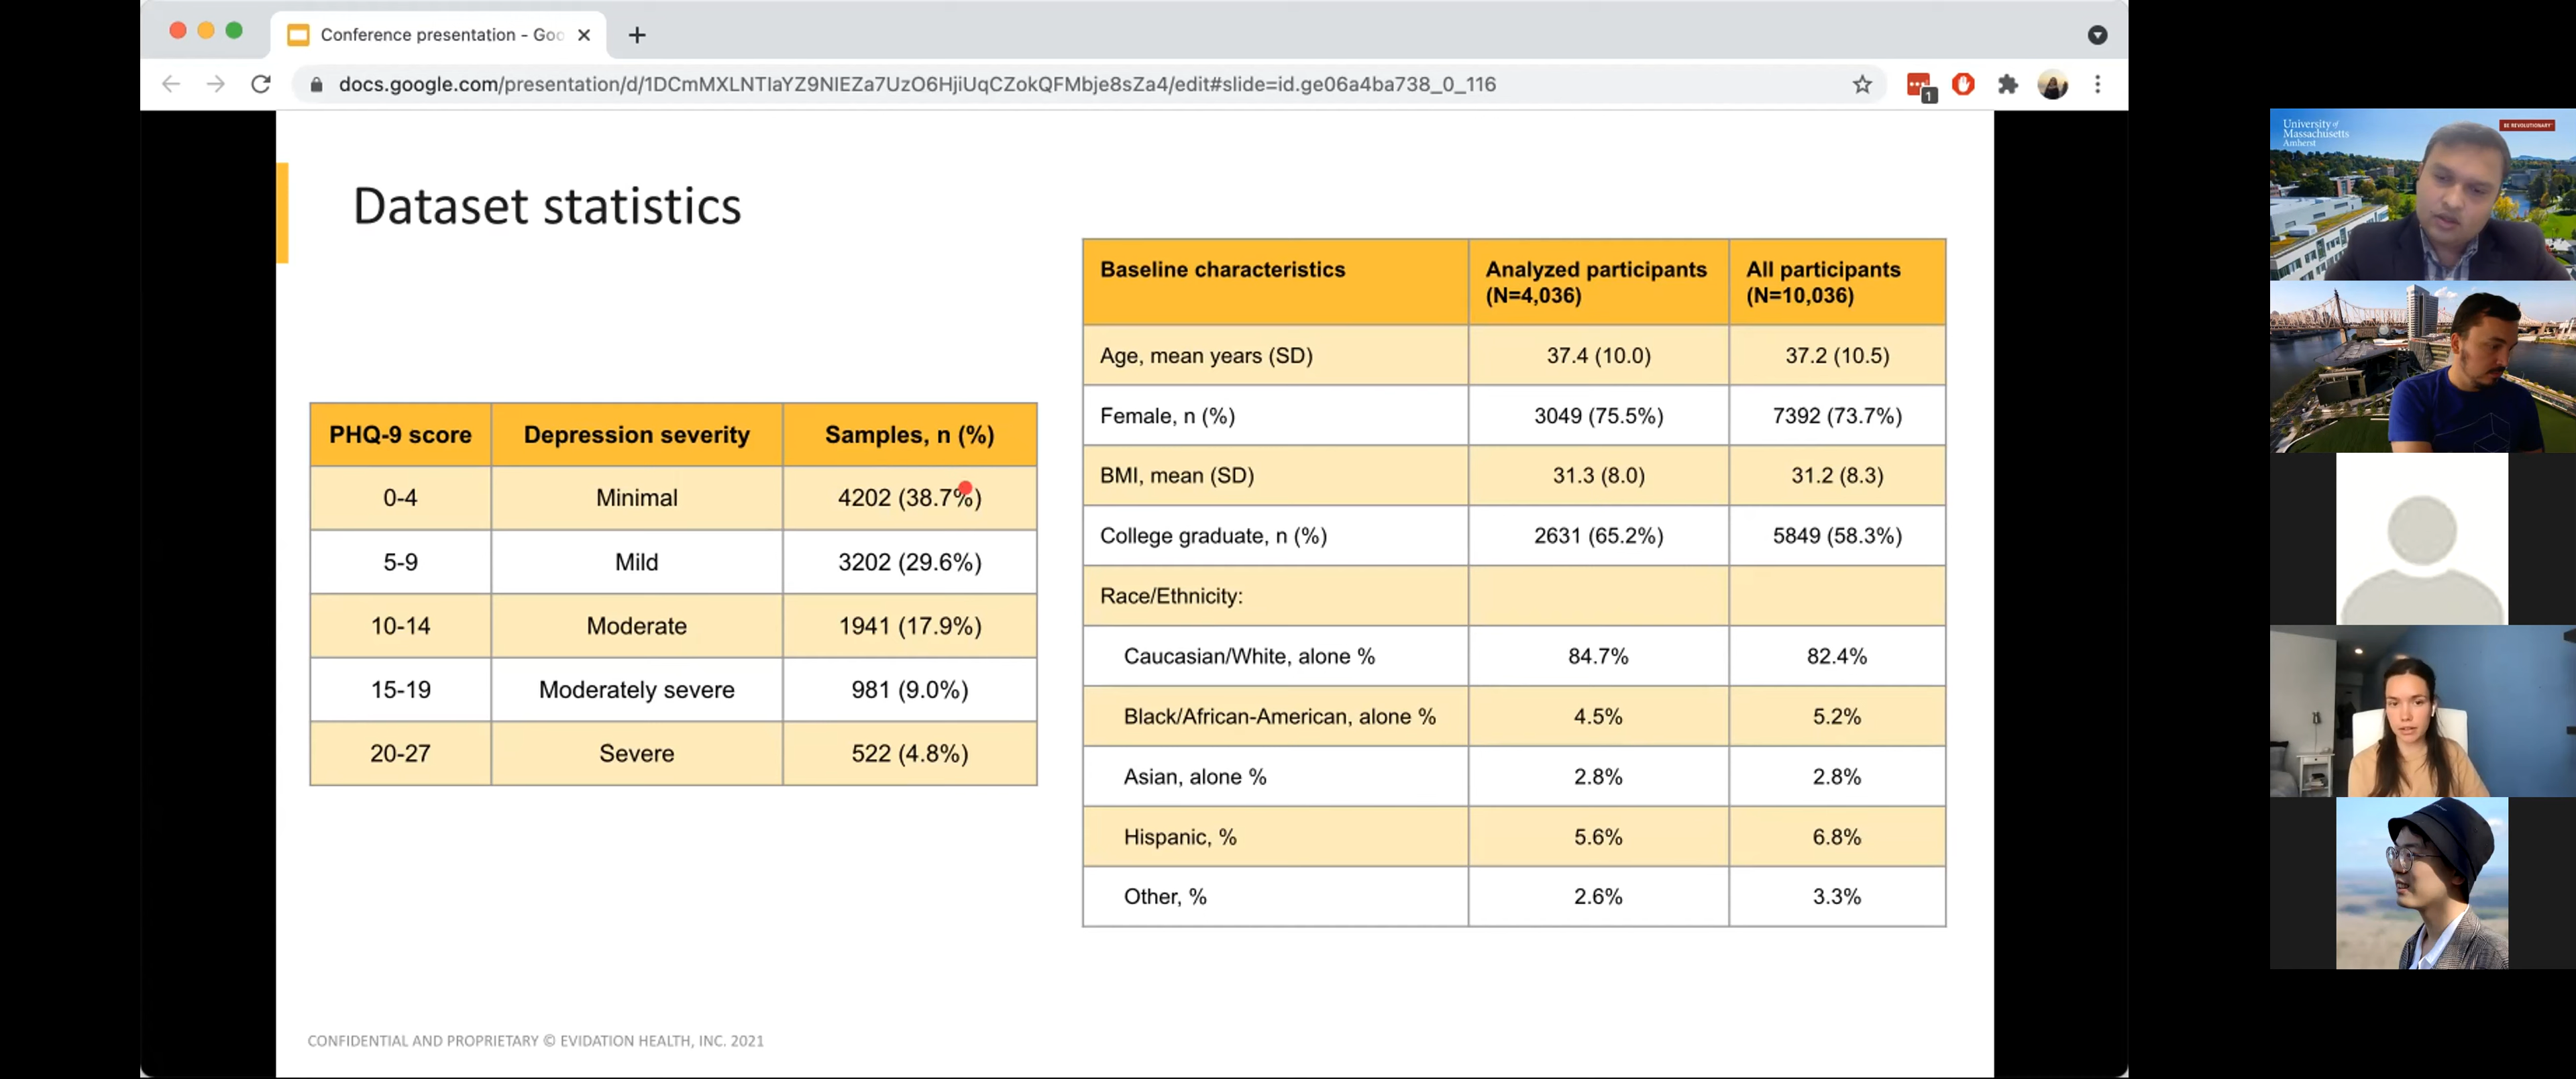 Conference presentation - Goo
docs.google.com/presentation/d/1DCmMXLNTIaYZ9NIEZa7UzO6HjiUqCZokQFMbje8sZa4/edit#slide=id.ge06a4ba738_0_116
1
Dataset statistics
PHQ-9 score Depression severity Samples, n (%)
0-4 Minimal 4202 (38.7%)
5-9 Mild 3202 (29.6%)
10-14 Moderate 1941 (17.9%)
15-19 Moderately severe 981 (9.0%)
20-27 Severe 522 (4.8%)
Baseline characteristics Analyzed participants All participants
(N=4,036) (N=10,036)
Age, mean years (SD) 37.4 (10.0) 37.2 (10.5)
Female, n (%) 3049 (75.5%) 7392 (73.7%)
BMI, mean (SD) 31.3 (8.0) 31.2 (8.3)
College graduate, n (%) 2631 (65.2%) 5849 (58.3%)
Race/Ethnicity:
Caucasian/White, alone % 84.7% 82.4%
Black/African-American, alone % 4.5% 5.2%
Asian, alone % 2.8% 2.8%
Hispanic, % 5.6% 6.8%
Other, % 2.6% 3.3%
CONFIDENTIAL AND PROPRIETARY © EVIDATION HEALTH, INC. 2021
University of
Massachusetts
Amherst
BE REVOLUTIONARY